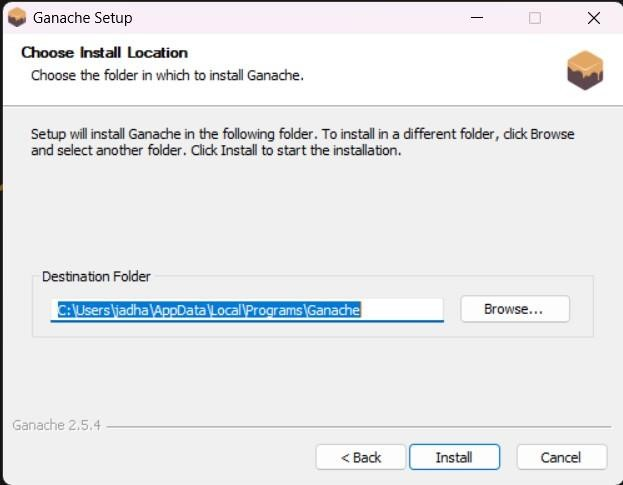 Ganache Setup
Choose Install Location
Choose the folder in which to install Ganache.
Setup will install Ganache in the following folder. To install in a different folder, click Browse
and select another folder. Click Install to start the installation.
Destination Folder
C:\Users\jadha\AppData\Local\Programs\Ganache
Browse...
Ganache 2.5.4
< Back
Install
Cancel